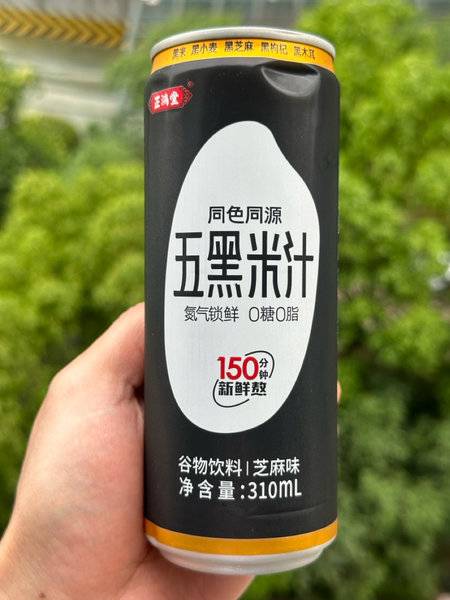 黑米 黑小麦 黑芝麻 黑枸杞 黑木耳
正鸿堂
同色同源
五黑米汁
氮气锁鲜 0糖0脂
150分钟
新鲜熬
谷物饮料|芝麻味
净含量:310mL